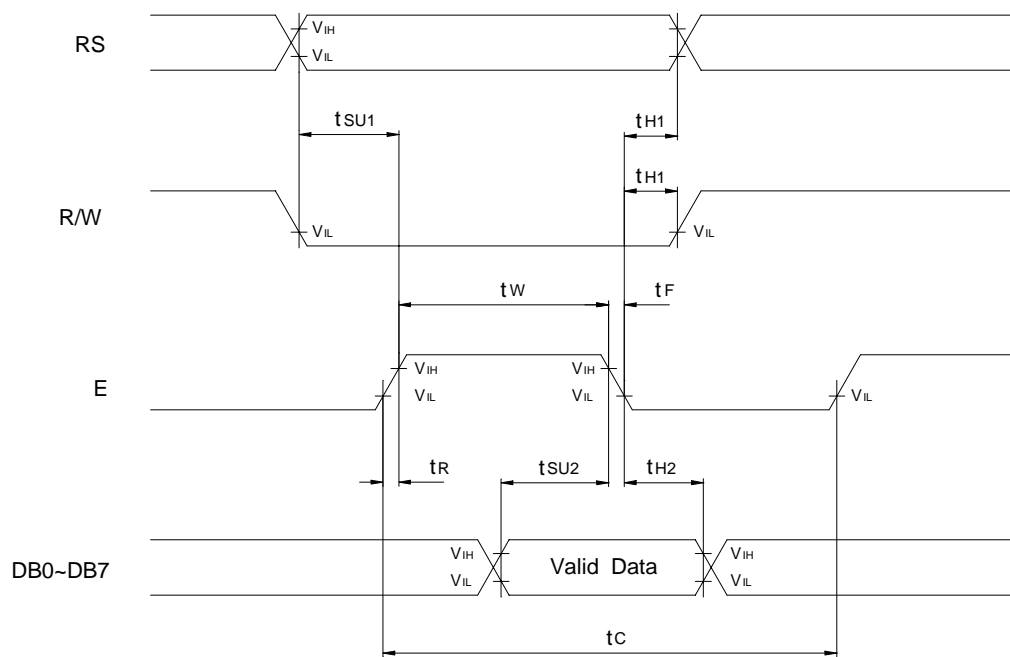 RS
VIH
VIL
tSU1
tH1
R/W
tH1
VIL
VIL
tW
tF
E
VIH
VIH
VIL
VIL
VIL
tR
tSU2
tH2
DB0~DB7
VIH
VIL
Valid Data
VIH
VIL
tC